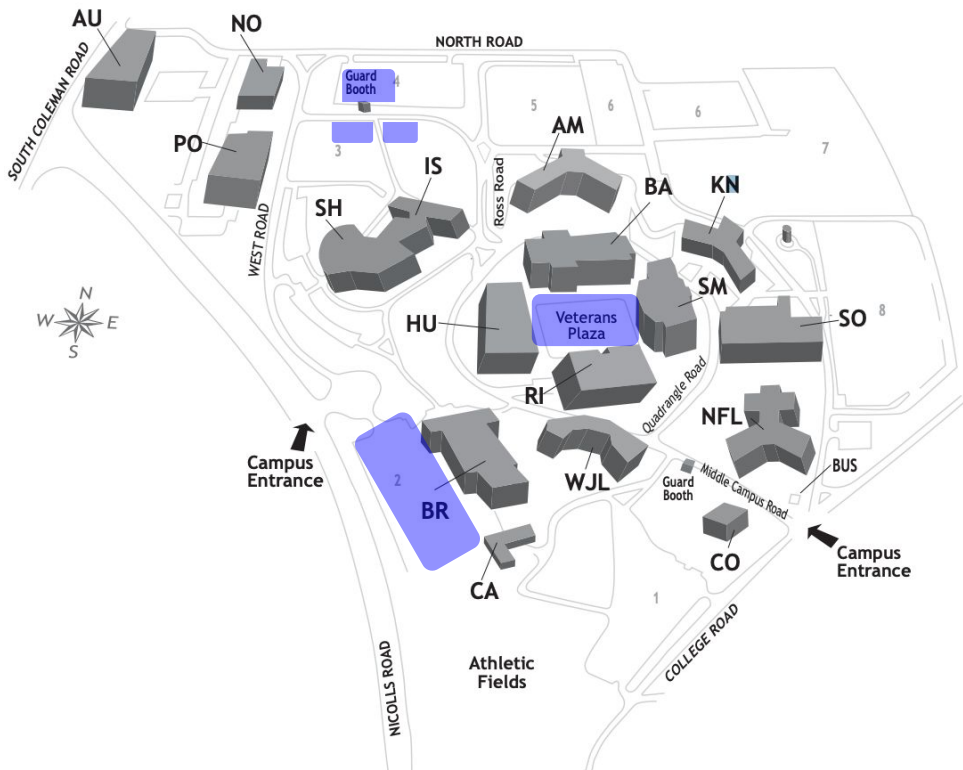 AU
NO
NORTH ROAD
SOUTH COLEMAN ROAD
Guard
Booth
4
5
6
6
7
PO
3
IS
AM
Ross Road
BA
KN
SH
WEST ROAD
N
W E
S
HU
Veterans
Plaza
SM
SO
8
RI
Quadrangle Road
NFL
Campus
Entrance
2
BR
WJL
Guard
Booth
Middle Campus Road
BUS
CO
Campus
Entrance
CA
1
COLLEGE ROAD
NICOLLS ROAD
Athletic
Fields